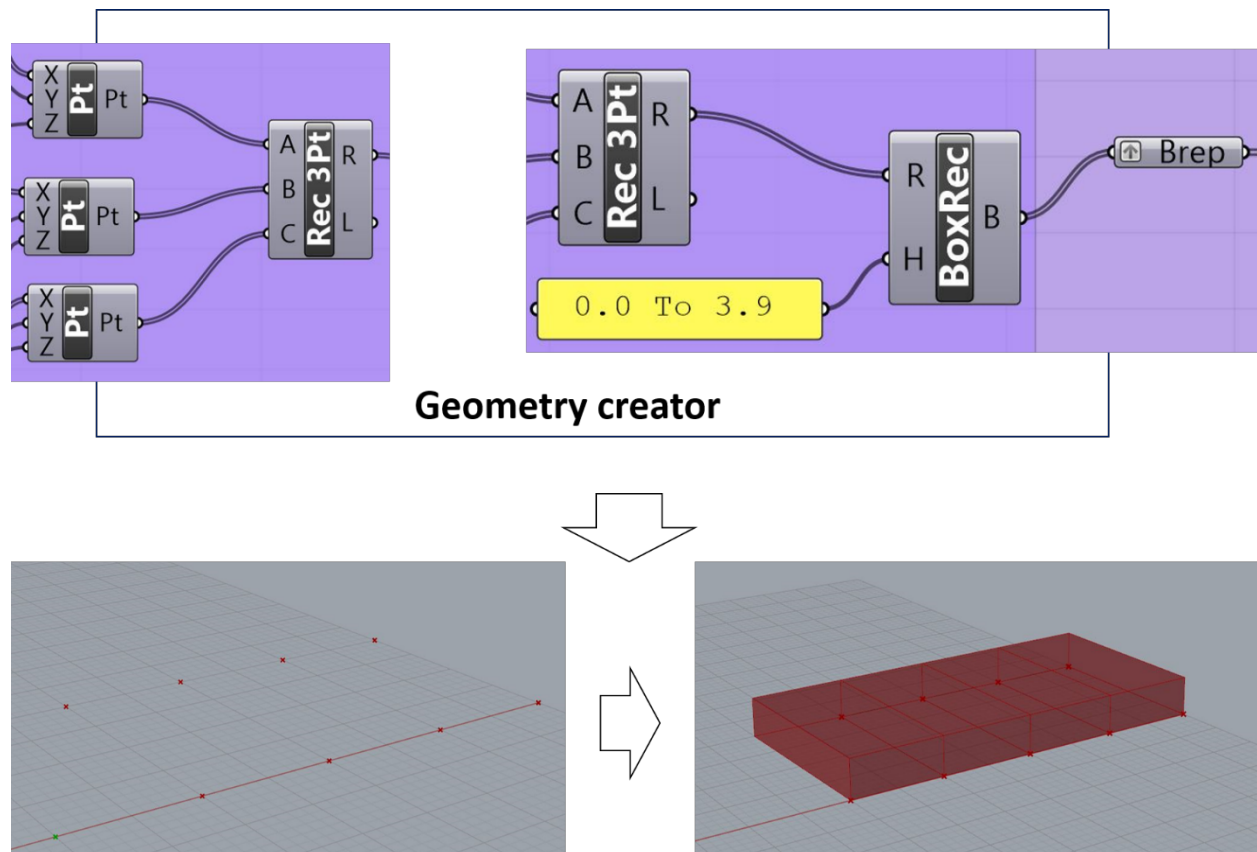 X
Y
Z
Pt
Pt
X
Y
Z
Pt
Pt
X
Y
Z
Pt
Pt
A
B
C
Rec 3Pt
R
L
A
B
C
Rec 3Pt
R
L
0.0 To 3.9
R
H
BoxRec
B
Brep
Geometry creator